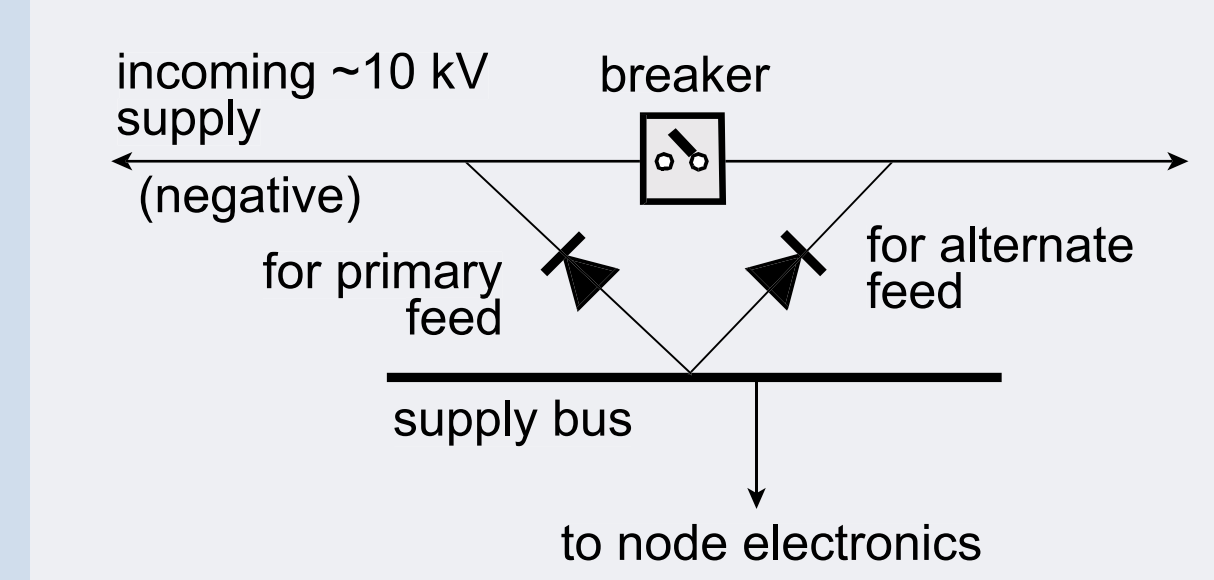 incoming ~10 kV
supply
(negative)
breaker
for primary
feed
for alternate
feed
supply bus
to node electronics